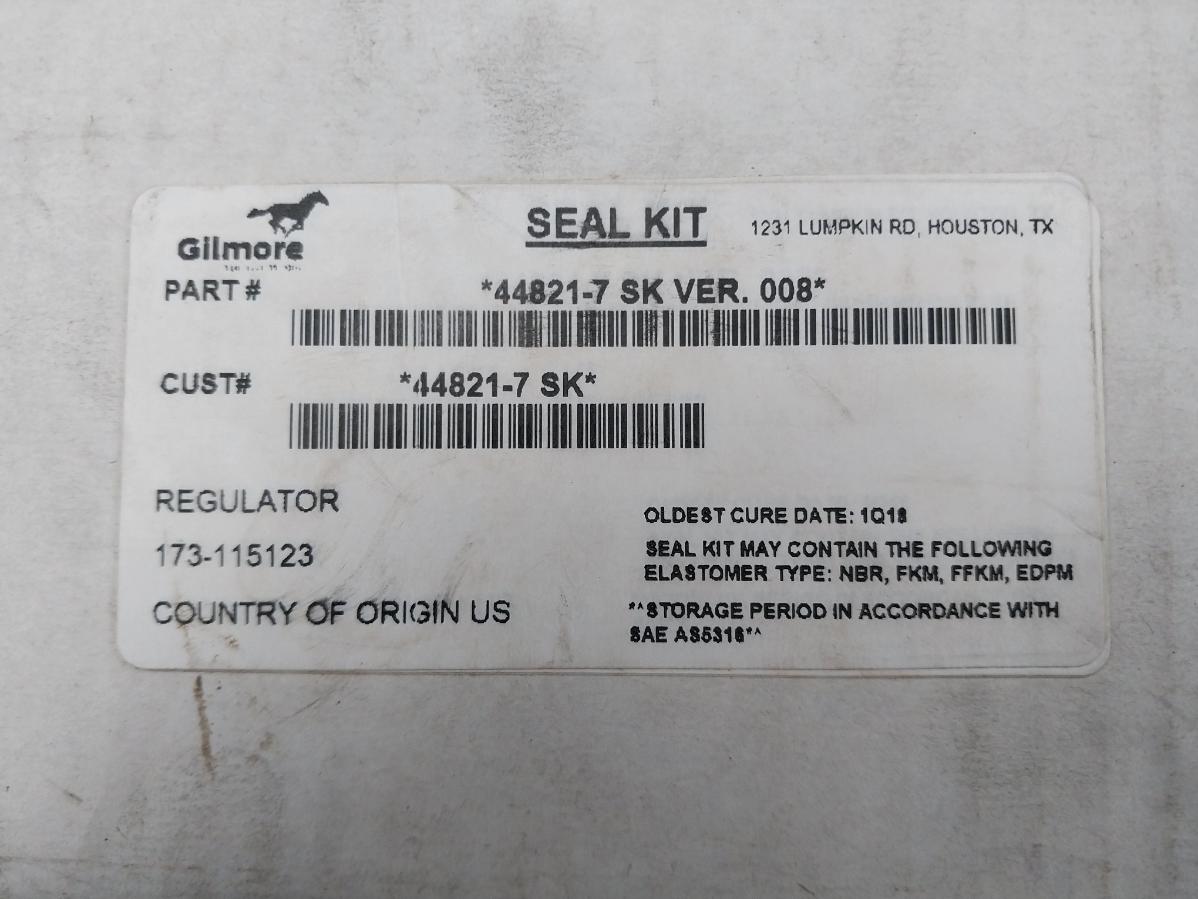 Gilmore
SEAL KIT
1231 LUMPKIN RD, HOUSTON, TX
PART# *44821-7 SK VER. 008*
CUST# *44821-7 SK*
REGULATOR
173-115123
COUNTRY OF ORIGIN US
OLDEST CURE DATE: 1Q18
SEAL KIT MAY CONTAIN THE FOLLOWING
ELASTOMER TYPE: NBR, FKM, FFKM, EDPM
**STORAGE PERIOD IN ACCORDANCE WITH
SAE AS5316**